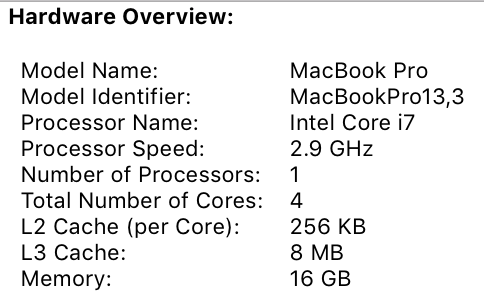 Hardware Overview:
Model Name: MacBook Pro
Model Identifier: MacBookPro13,3
Processor Name: Intel Core i7
Processor Speed: 2.9 GHz
Number of Processors: 1
Total Number of Cores: 4
L2 Cache (per Core): 256 KB
L3 Cache: 8 MB
Memory: 16 GB